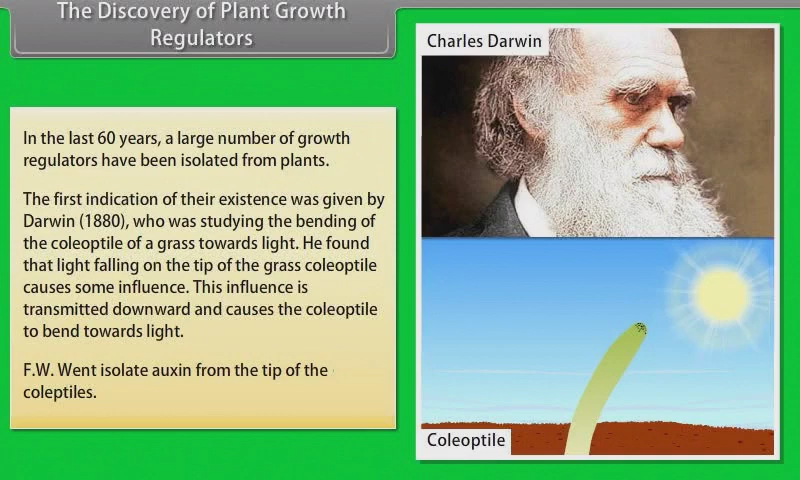 The Discovery of Plant Growth
Regulators
In the last 60 years, a large number of growth
regulators have been isolated from plants.
The first indication of their existence was given by
Darwin (1880), who was studying the bending of
the coleoptile of a grass towards light. He found
that light falling on the tip of the grass coleoptile
causes some influence. This influence is
transmitted downward and causes the coleoptile
to bend towards light.
F.W. Went isolate auxin from the tip of the
coleptiles.
Charles Darwin
Coleoptile